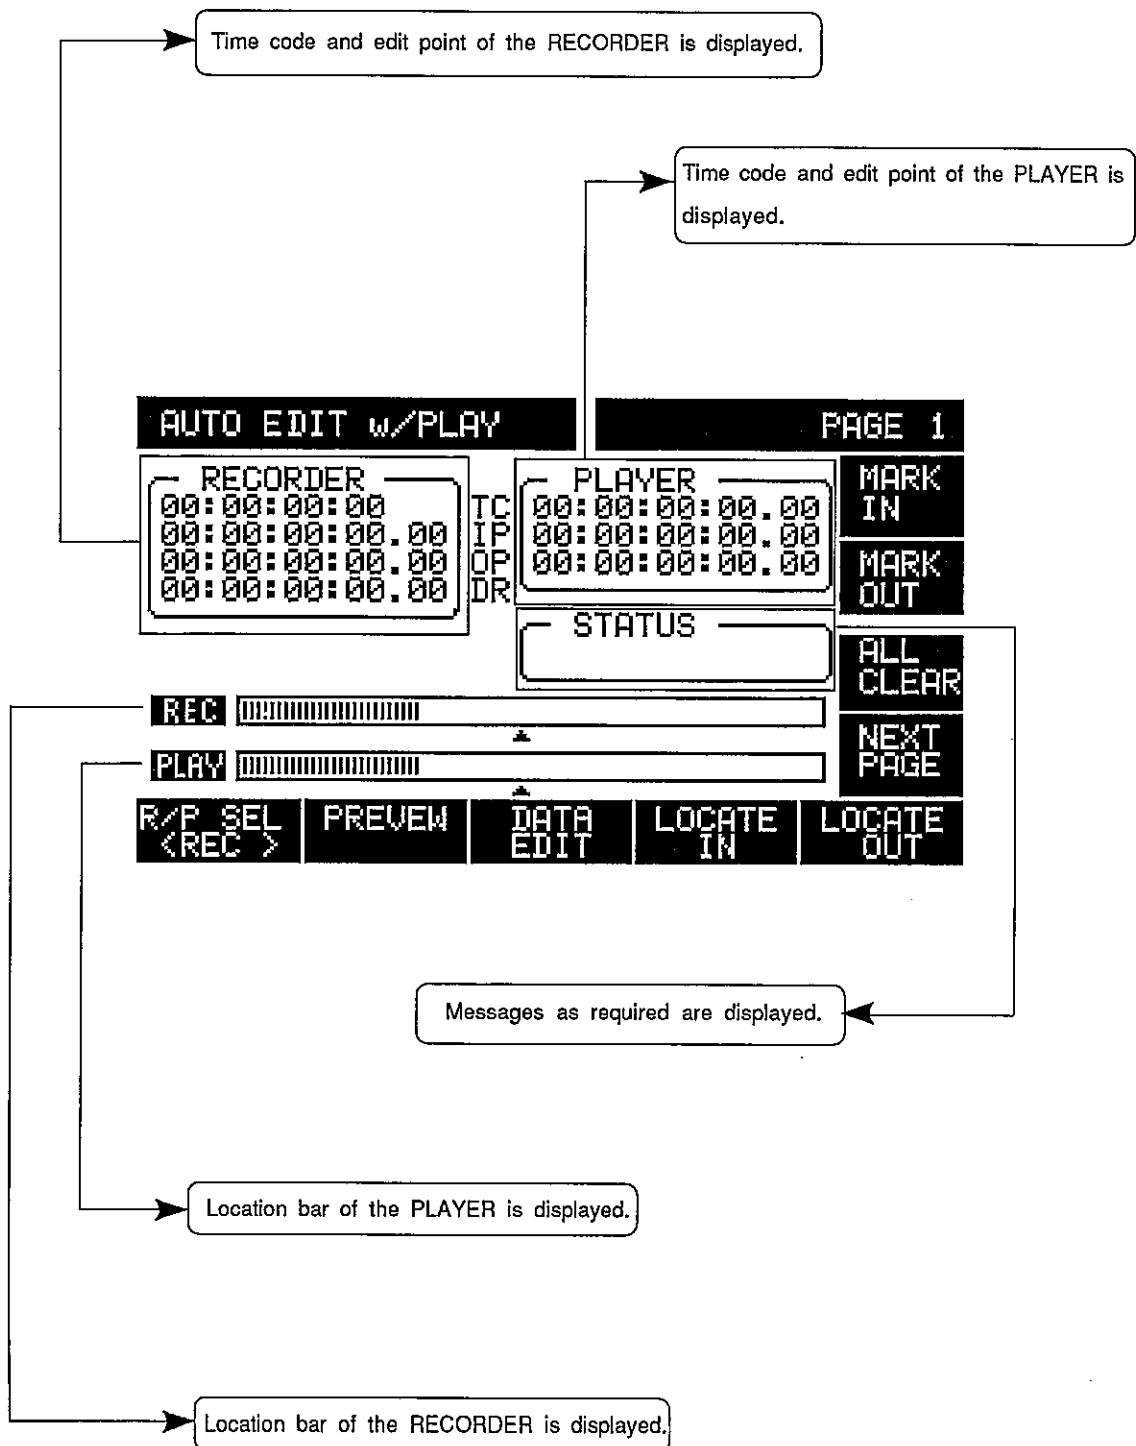 Time code and edit point of the RECORDER is displayed.
Time code and edit point of the PLAYER is
displayed.
AUTO EDIT w/PLAY
PAGE 1
RECORDER
00:00:00:00
00:00:00:00.00
00:00:00:00.00
00:00:00:00.00
TC
IP
OP
DR
PLAYER
00:00:00:00.00
00:00:00:00.00
00:00:00:00.00
STATUS
MARK
IN
MARK
OUT
ALL
CLEAR
NEXT
PAGE
REC
PLAY
R/P SEL
<REC >
PREVEW
DATA
EDIT
LOCATE
IN
LOCATE
OUT
Messages as required are displayed.
Location bar of the PLAYER is displayed.
Location bar of the RECORDER is displayed.